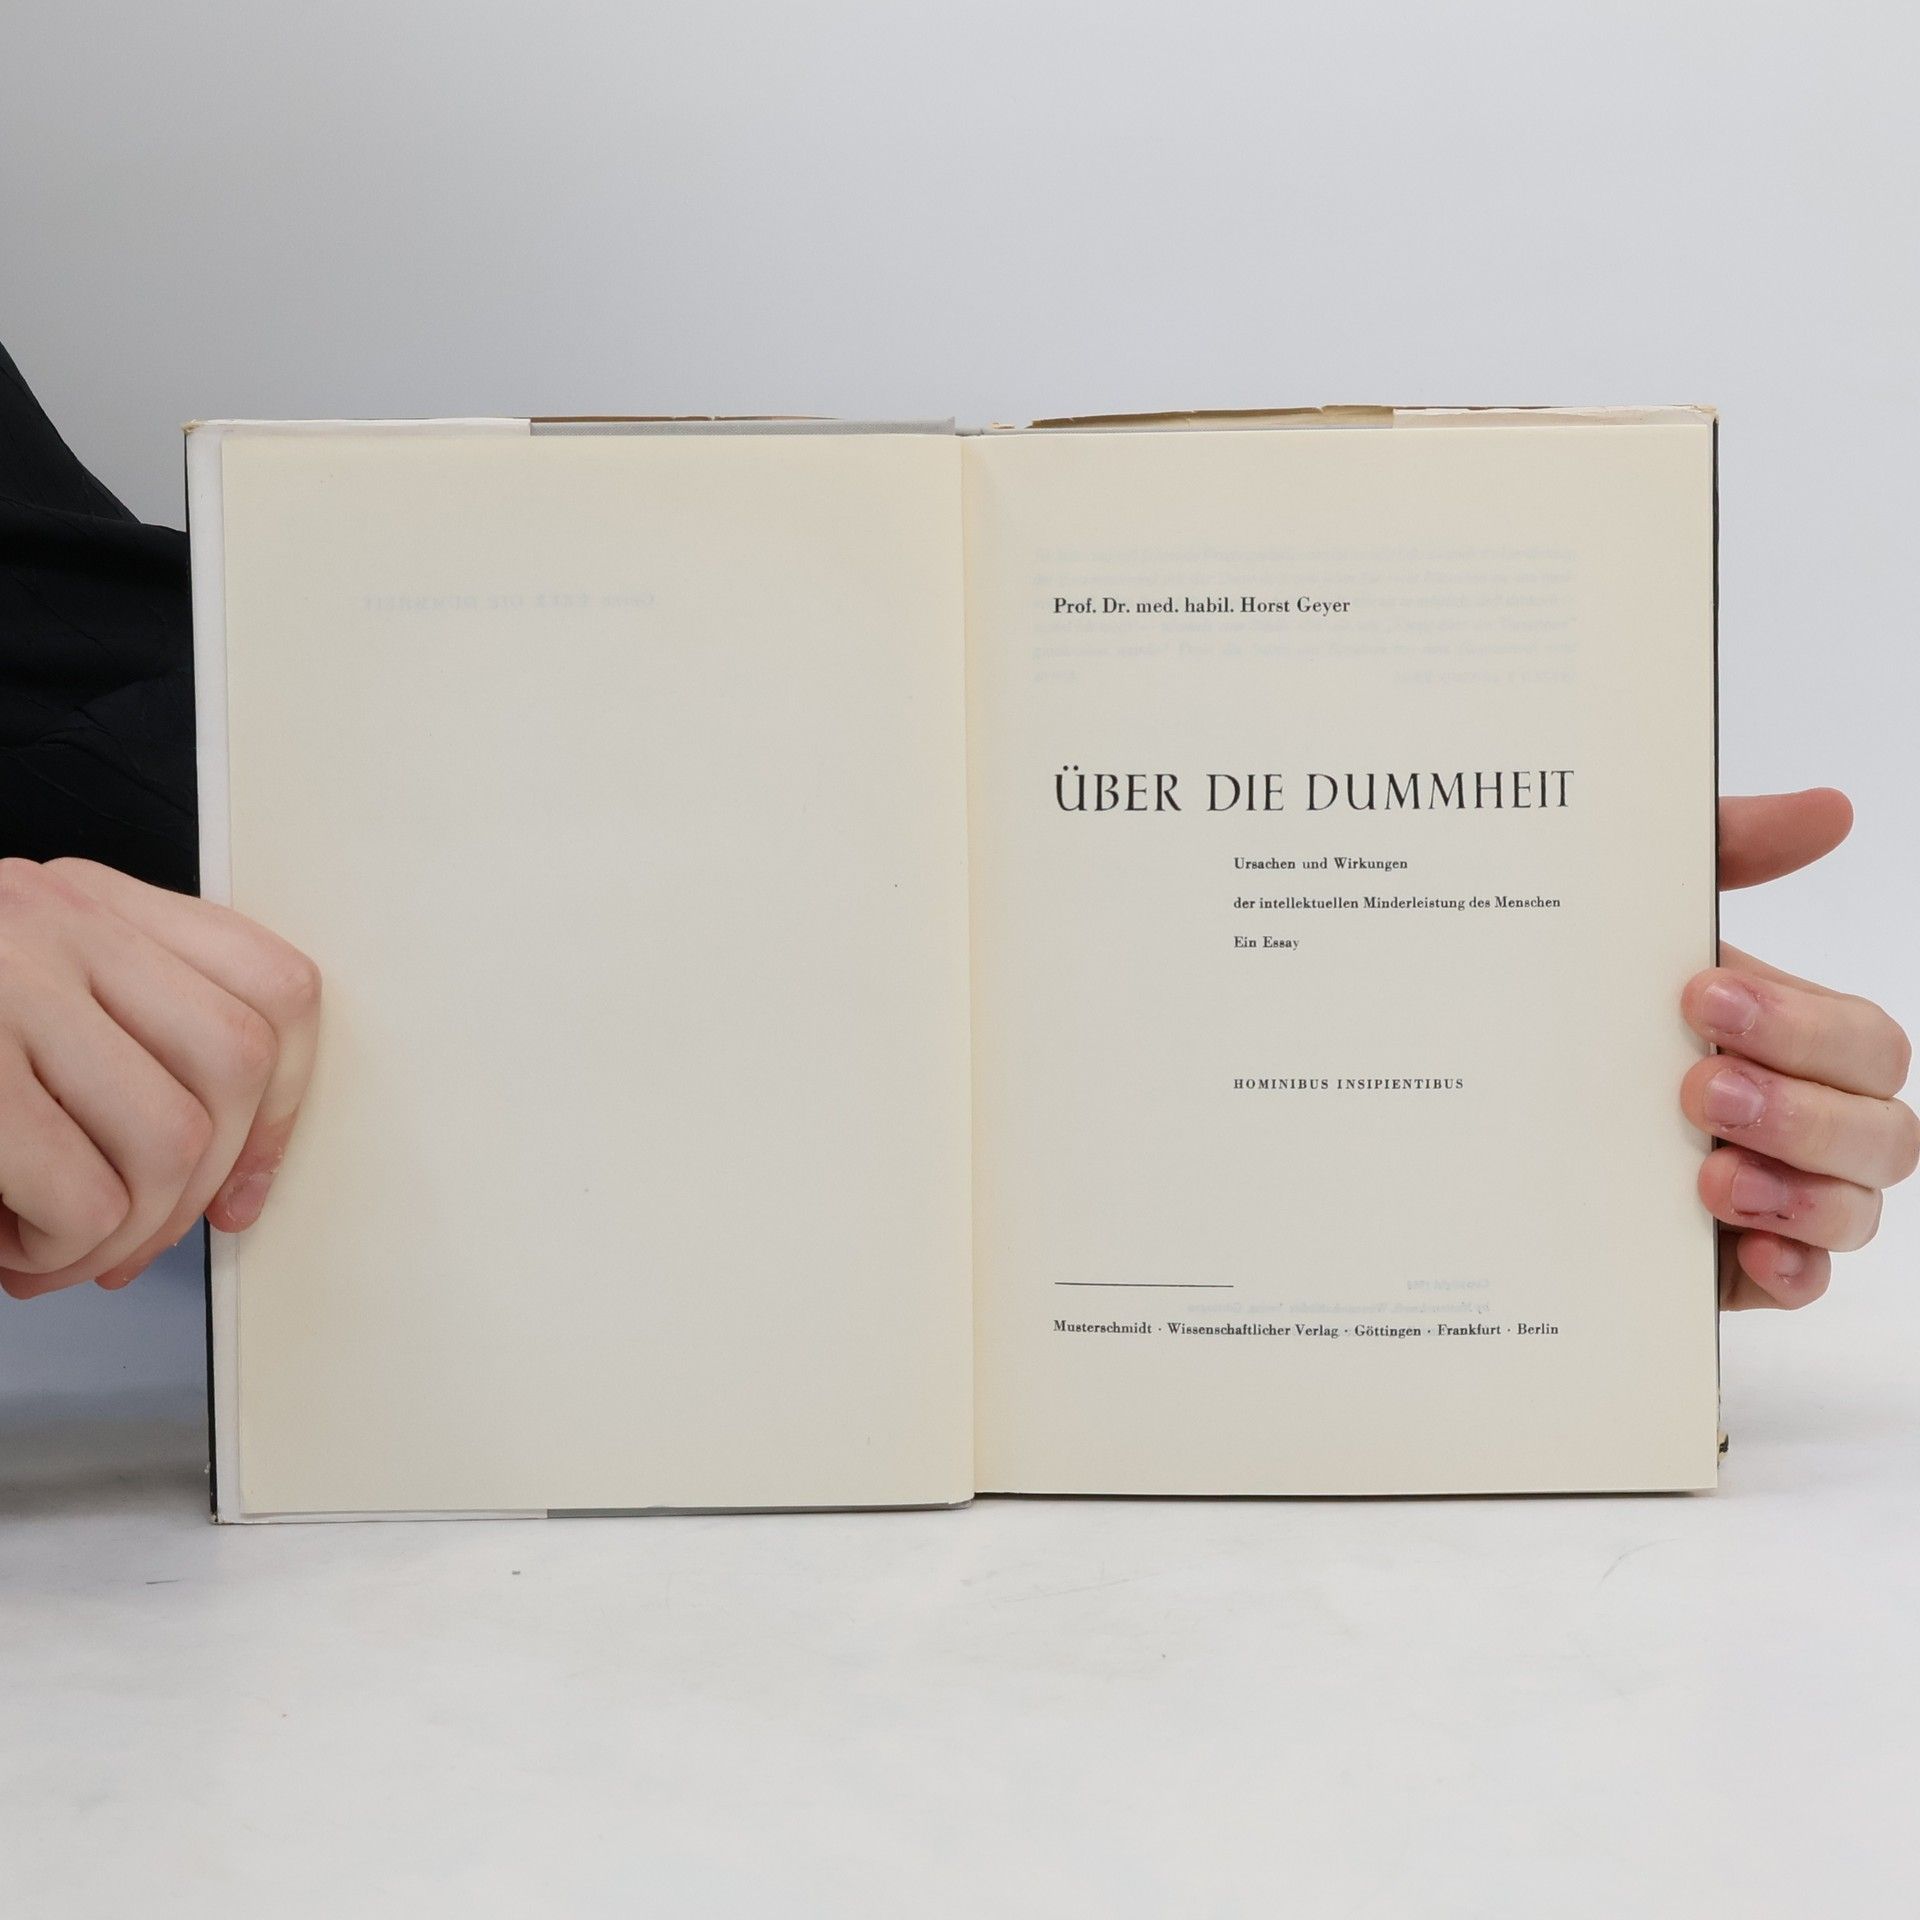 Prof. Dr. med. habil. Horst Geyer
ÜBER DIE DUMMHEIT
Ursachen und Wirkungen
der intellektuellen Minderleistung des Menschen
Ein Essay
HOMINIBUS INSIPIENTIBUS
Musterschmidt · Wissenschaftlicher Verlag · Göttingen · Frankfurt · Berlin